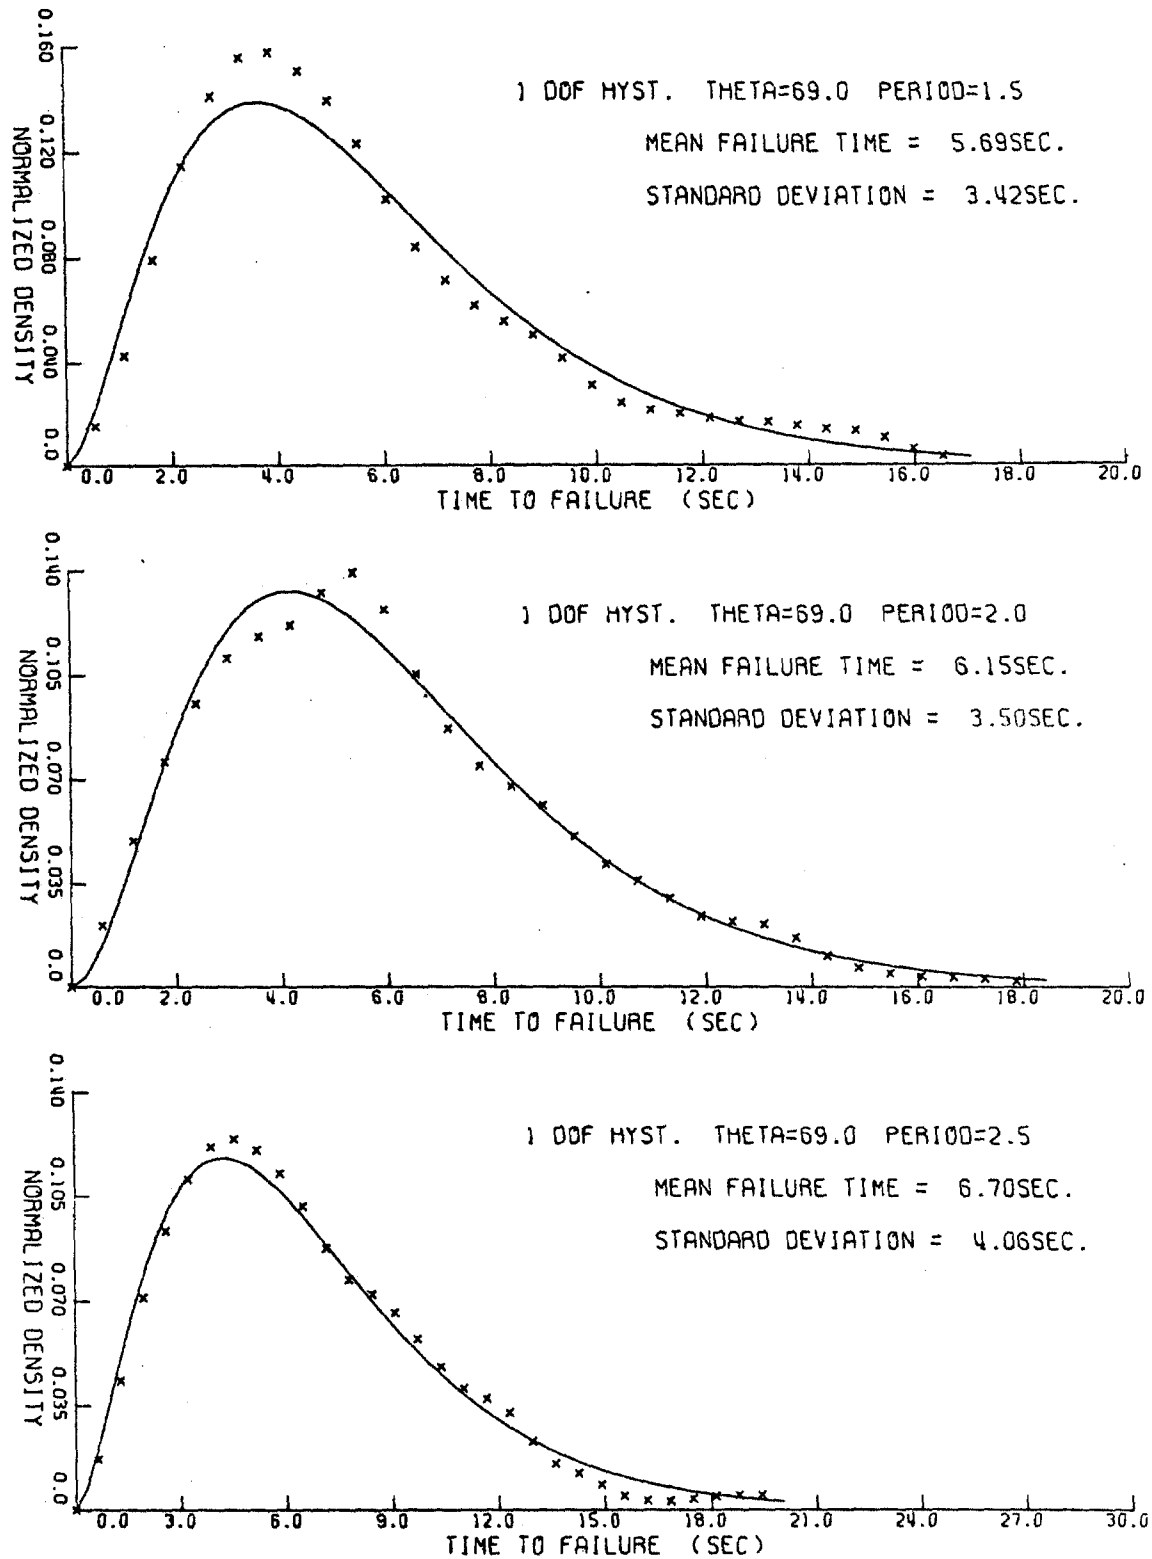 1 DOF HYST. THETA=69.0 PERIOD=1.5
MEAN FAILURE TIME = 5.69SEC.
STANDARD DEVIATION = 3.42SEC.
NORMALIZED DENSITY
0.160
0.120
0.080
0.040
0.0
0.0 2.0 4.0 6.0 8.0 10.0 12.0 14.0 16.0 18.0 20.0
TIME TO FAILURE (SEC)
1 DOF HYST. THETA=69.0 PERIOD=2.0
MEAN FAILURE TIME = 6.15SEC.
STANDARD DEVIATION = 3.50SEC.
NORMALIZED DENSITY
0.140
0.105
0.070
0.035
0.0
0.0 2.0 4.0 6.0 8.0 10.0 12.0 14.0 16.0 18.0 20.0
TIME TO FAILURE (SEC)
1 DOF HYST. THETA=69.0 PERIOD=2.5
MEAN FAILURE TIME = 6.70SEC.
STANDARD DEVIATION = 4.06SEC.
NORMALIZED DENSITY
0.140
0.105
0.070
0.035
0.0
0.0 3.0 6.0 9.0 12.0 15.0 18.0 21.0 24.0 27.0 30.0
TIME TO FAILURE (SEC)